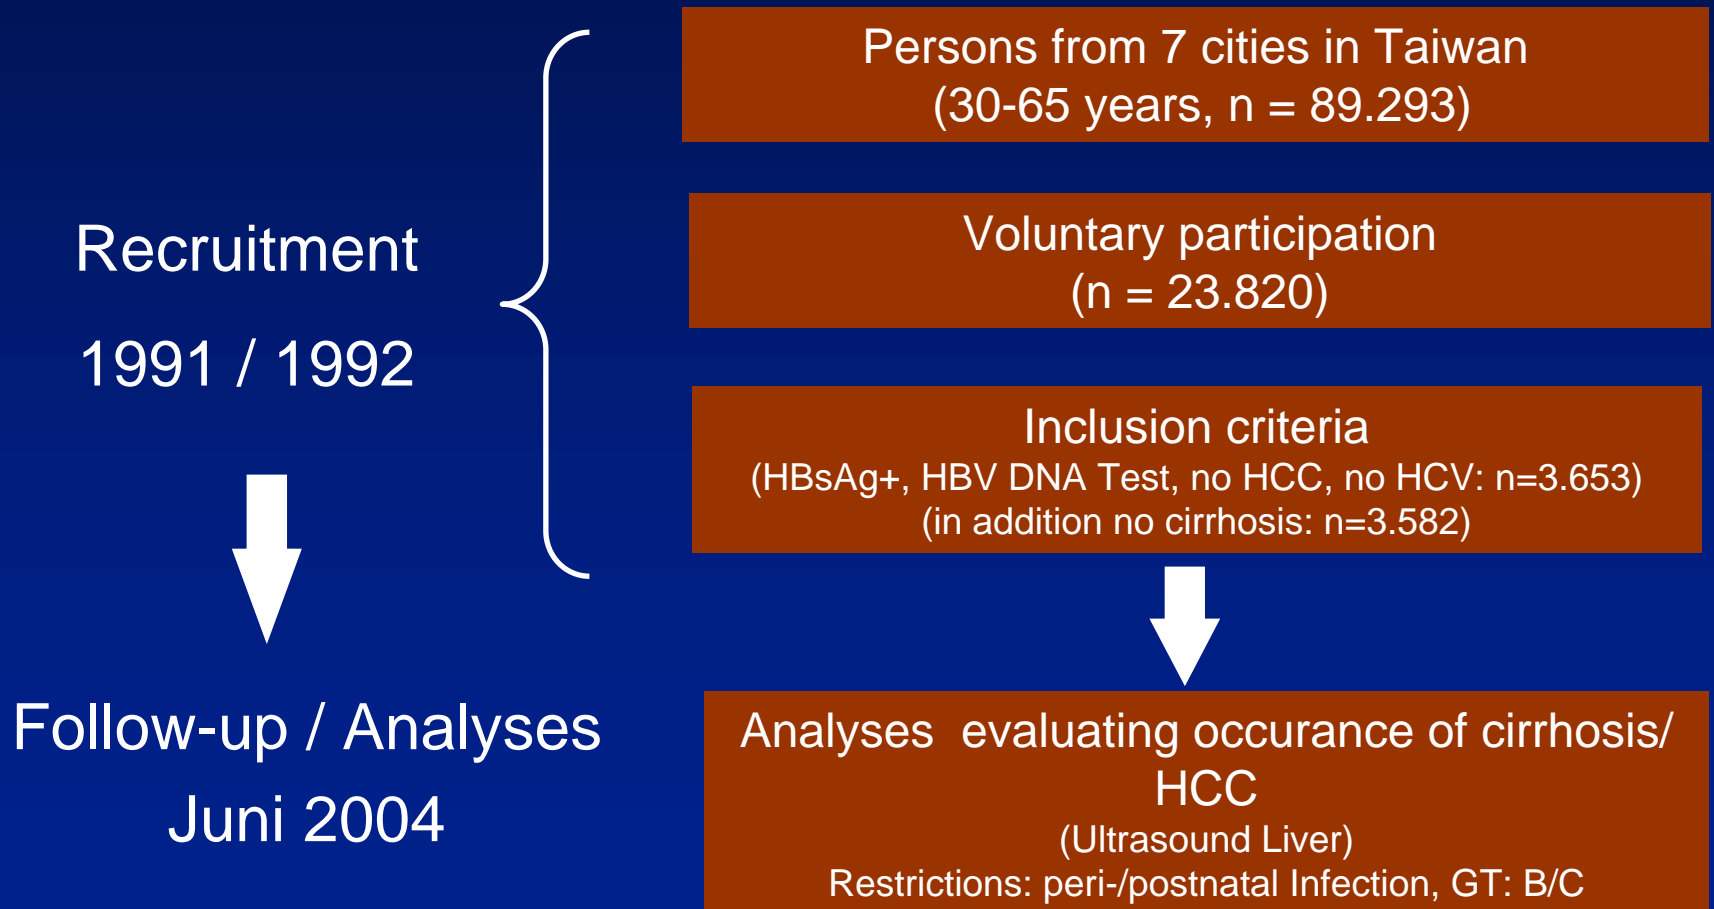 Persons from 7 cities in Taiwan
(30-65 years, n = 89.293)
Recruitment
1991 / 1992
Voluntary participation
(n = 23.820)
Inclusion criteria
(HBsAg+, HBV DNA Test, no HCC, no HCV: n=3.653)
(in addition no cirrhosis: n=3.582)
Follow-up / Analyses
Juni 2004
Analyses  evaluating occurance of cirrhosis/
HCC
(Ultrasound Liver)
Restrictions: peri-/postnatal Infection, GT: B/C